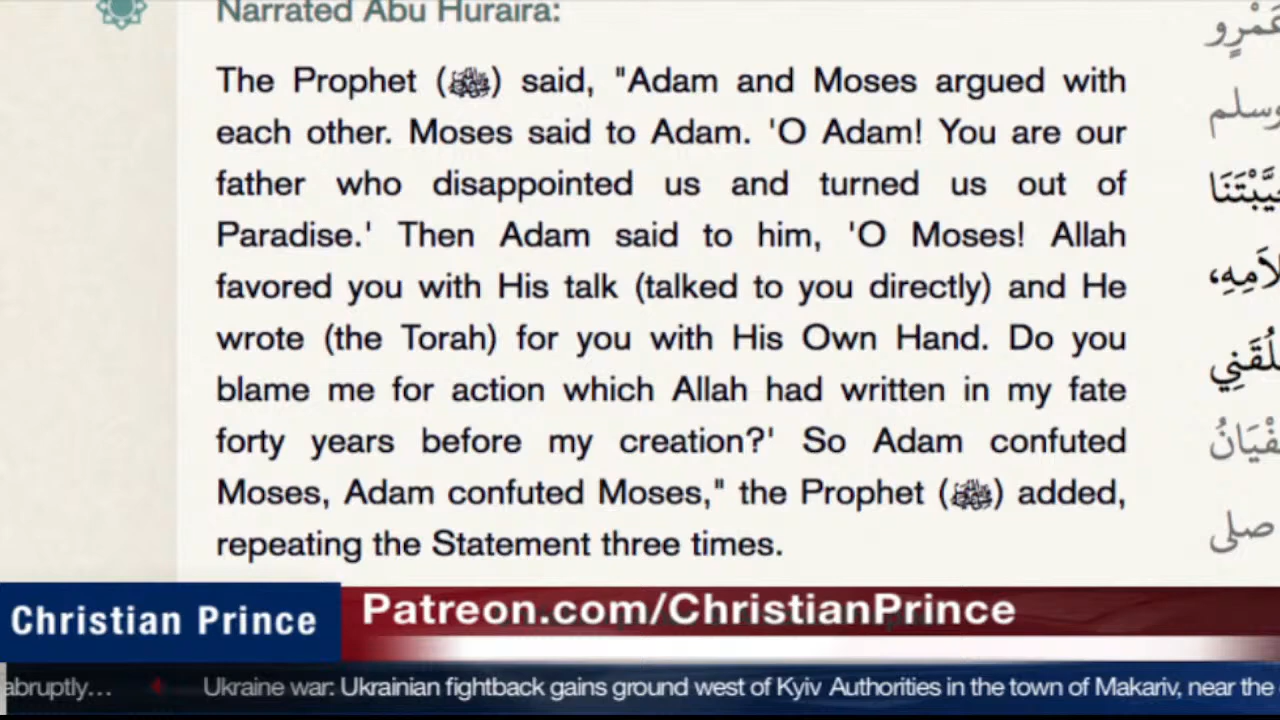 Narrated Abu Huraira:
The Prophet (ﷺ) said, "Adam and Moses argued with
each other. Moses said to Adam. 'O Adam! You are our
father who disappointed us and turned us out of
Paradise.' Then Adam said to him, 'O Moses! Allah
favored you with His talk (talked to you directly) and He
wrote (the Torah) for you with His Own Hand. Do you
blame me for action which Allah had written in my fate
forty years before my creation?' So Adam confuted
Moses, Adam confuted Moses," the Prophet (ﷺ) added,
repeating the Statement three times.
عَمْرٍو
وسلم
صلى
Christian Prince
Patreon.com/ChristianPrince
abruptly...
Ukraine war: Ukrainian fightback gains ground west of Kyiv Authorities in the town of Makariv, near the